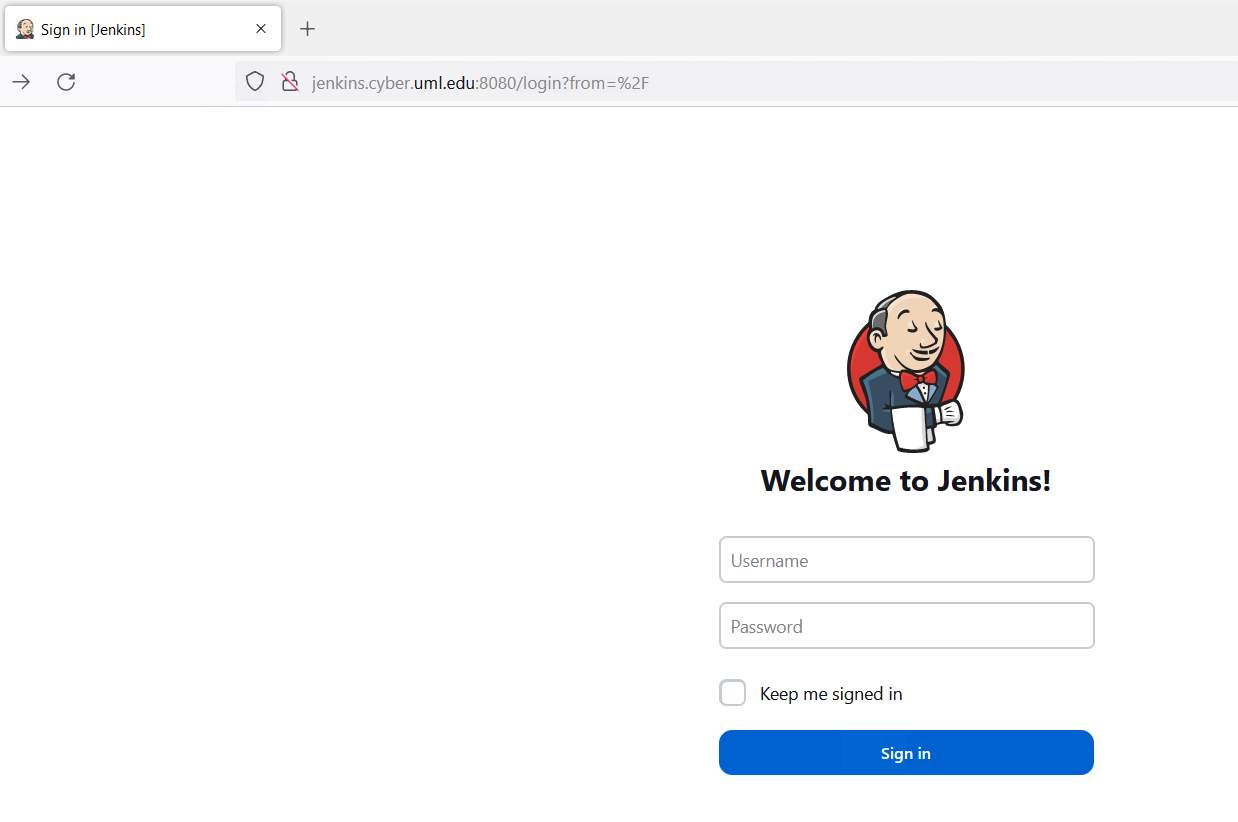 Sign in [Jenkins]
jenkins.cyber.uml.edu:8080/login?from=%2F
Welcome to Jenkins!
Username
Password
Keep me signed in
Sign in